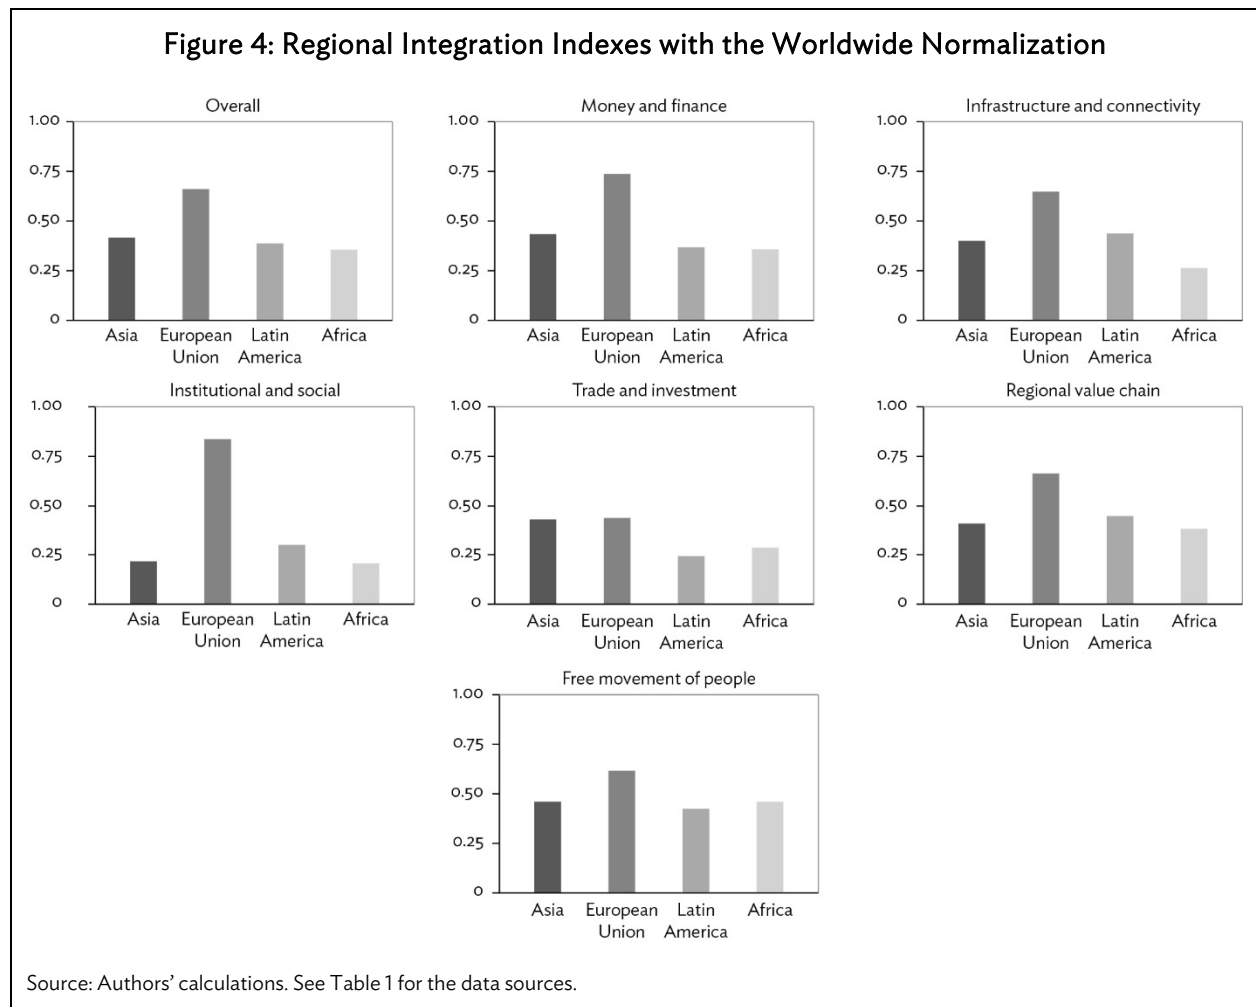 Figure 4: Regional Integration Indexes with the Worldwide Normalization
Overall
1.00
0.75
0.50
0.25
0
Asia European Latin Africa
Union America
Money and finance
1.00
0.75
0.50
0.25
0
Asia European Latin Africa
Union America
Infrastructure and connectivity
1.00
0.75
0.50
0.25
0
Asia European Latin Africa
Union America
Institutional and social
1.00
0.75
0.50
0.25
0
Asia European Latin Africa
Union America
Trade and investment
1.00
0.75
0.50
0.25
0
Asia European Latin Africa
Union America
Regional value chain
1.00
0.75
0.50
0.25
0
Asia European Latin Africa
Union America
Free movement of people
1.00
0.75
0.50
0.25
0
Asia European Latin Africa
Union America
Source: Authors’ calculations. See Table 1 for the data sources.